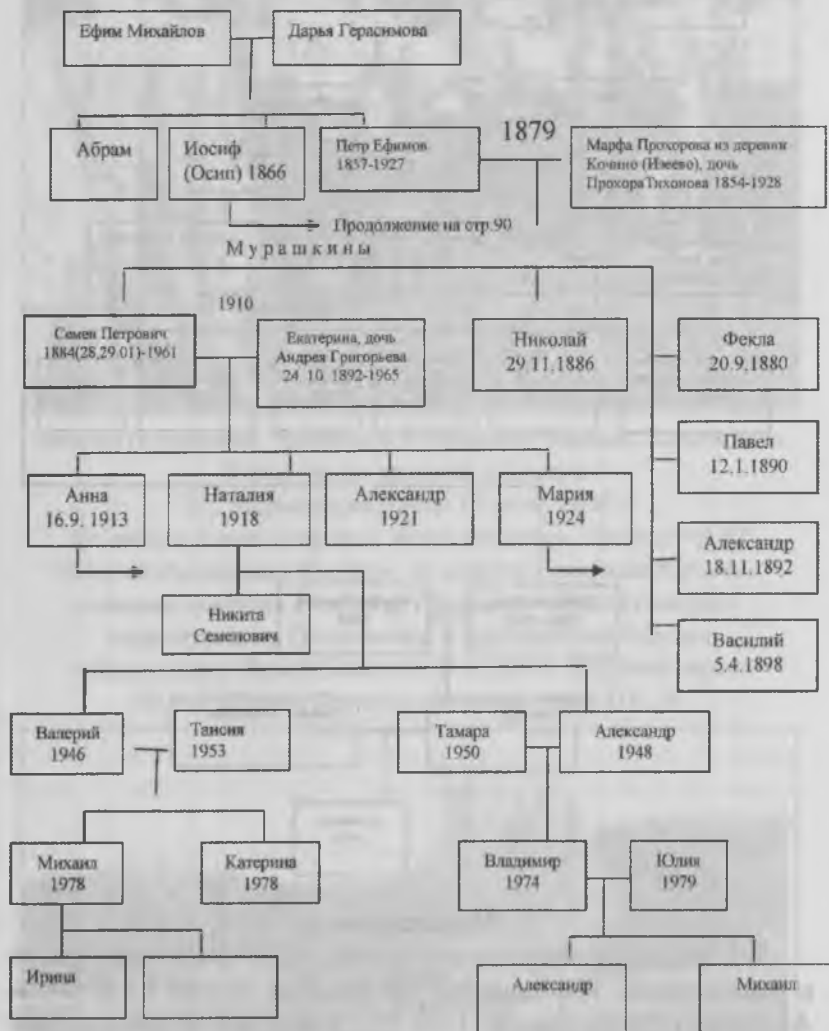 Ефим Михайлов
Дарья Герасимова
Абрам
Иосиф
(Осип) 1866
Петр Ефимов
1857-1927
1879
Марфа Прохорова из деревни
Кочино (Изеево), дочь
ПрохораТихонова 1854-1928
Продолжение на стр.90
Мурашкины
1910
Семен Петрович
1884(28,29.01)-1961
Екатерина, дочь
Андрея Григорьева
24. 10. 1892-1965
Николай
29.11.1886
Фекла
20.9.1880
Павел
12.1.1890
Анна
16.9. 1913
Наталия
1918
Александр
1921
Мария
1924
Александр
18.11.1892
Никита
Семенович
Василий
5.4.1898
Валерий
1946
Таисия
1953
Тамара
1950
Александр
1948
Михаил
1978
Катерина
1978
Владимир
1974
Юлия
1979
Ирина
Александр
Михаил